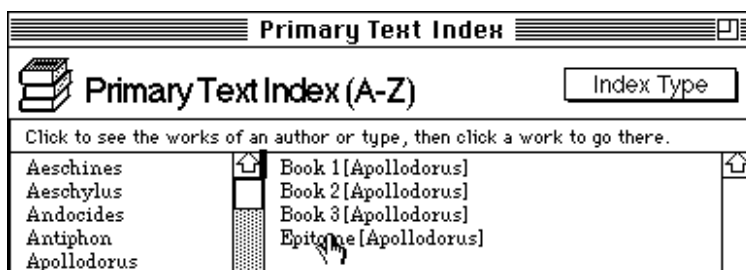 Primary Text Index
Primary Text Index (A-Z)
Index Type
Click to see the works of an author or type, then click a work to go there.
Aeschines
Aeschylus
Andocides
Antiphon
Apollodorus
Book 1 [Apollodorus]
Book 2 [Apollodorus]
Book 3 [Apollodorus]
Epitome [Apollodorus]